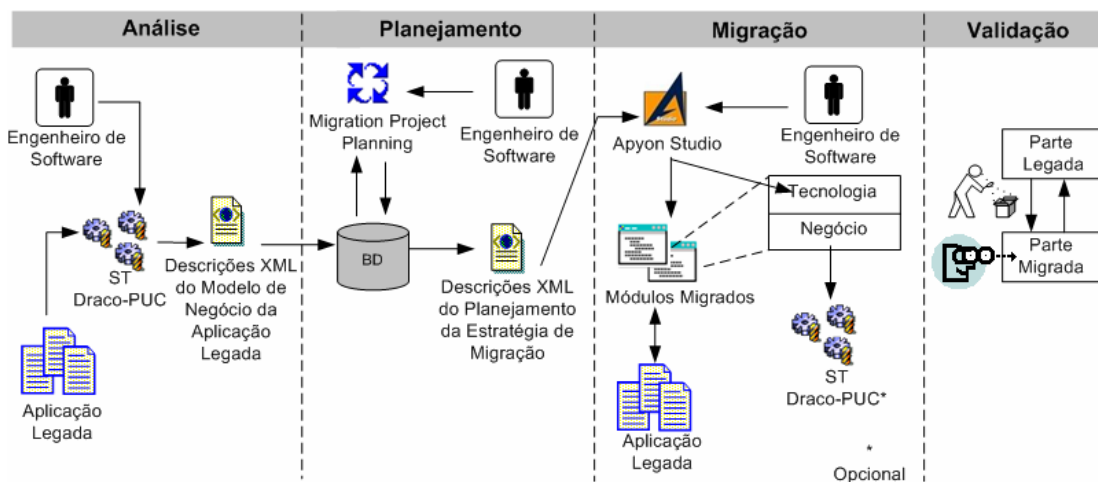 Análise
Planejamento
Migração
Validação
Engenheiro de
Software
ST
Draco-PUC
Descrições XML
do Modelo de
Negócio da
Aplicação
Legada
Aplicação
Legada
Migration Project
Planning
Engenheiro de
Software
BD
Descrições XML
do Planejamento
da Estratégia de
Migração
Studio
Apyon Studio
Engenheiro de
Software
Tecnologia
Negócio
Módulos Migrados
Aplicação
Legada
ST
Draco-PUC*
*
Opcional
Parte
Legada
Parte
Migrada